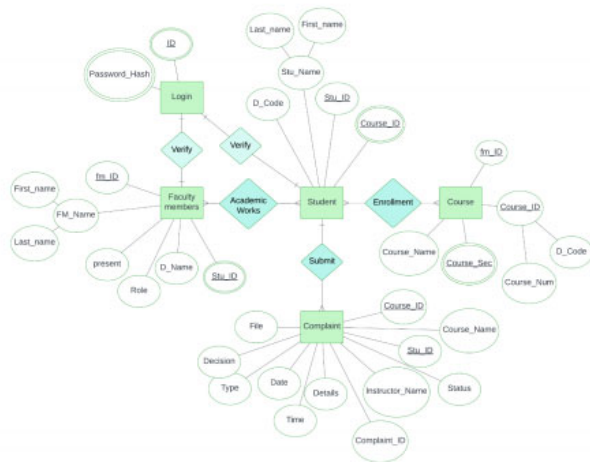 Last_name
First_name
ID
Stu_Name
Password_Hash
Login
D_Code
Stu_ID
Course_ID
Verify
Verify
fm_ID
fm_ID
First_name
FM_Name
Faculty
members
Academic
Works
Student
Enrollment
Course
Course_ID
Last_name
present
Role
D_Name
Stu_ID
Submit
Course_Name
Course_Sec
Course_Num
D_Code
File
Complaint
Course_ID
Course_Name
Stu_ID
Decision
Type
Date
Time
Details
Instructor_Name
Status
Complaint_ID